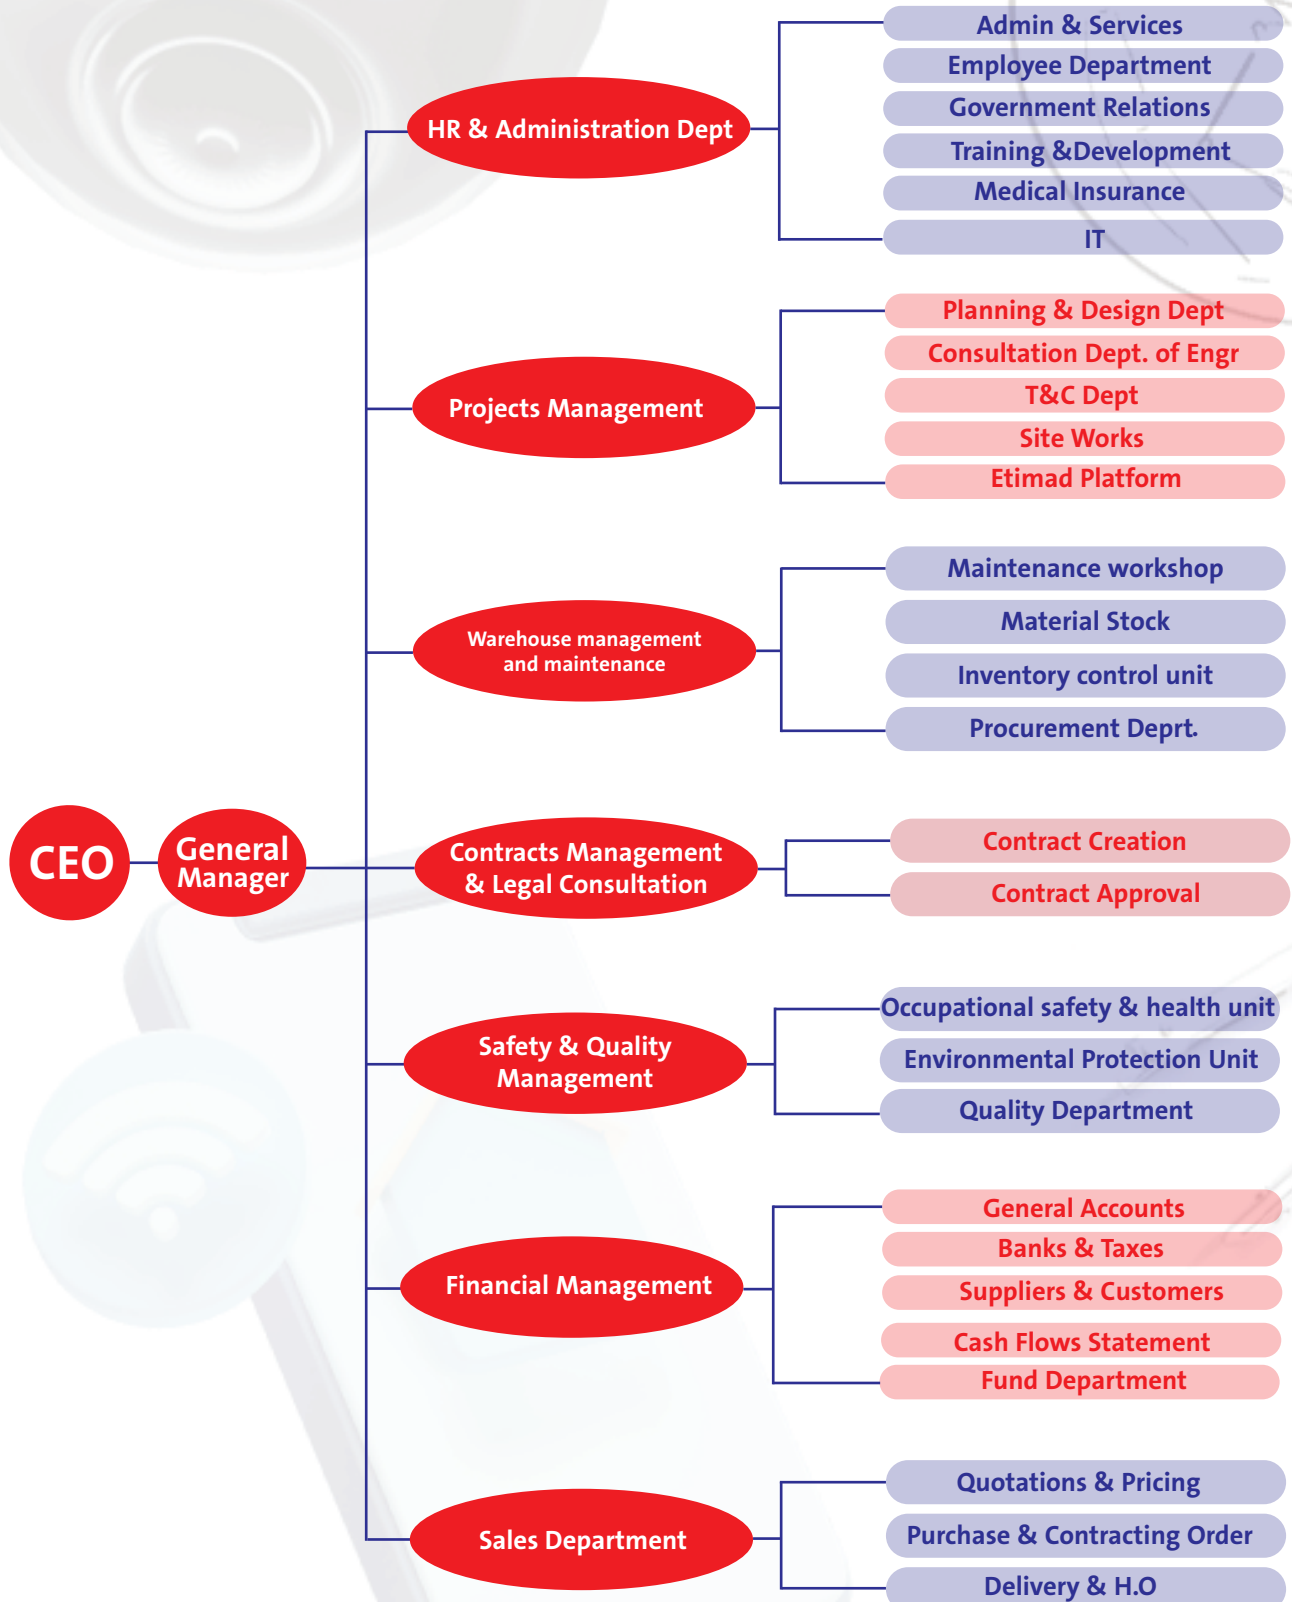 Admin & Services
Employee Department
HR & Administration Dept
Government Relations
Training &Development
Medical Insurance
IT
Planning & Design Dept
Consultation Dept. of Engr
Projects Management
T&C Dept
Site Works
Etimad Platform
Maintenance workshop
Material Stock
Warehouse management
and maintenance
Inventory control unit
Procurement Deprt.
CEO
General
Manager
Contracts Management
& Legal Consultation
Contract Creation
Contract Approval
Occupational safety & health unit
Safety & Quality
Management
Environmental Protection Unit
Quality Department
General Accounts
Banks & Taxes
Financial Management
Suppliers & Customers
Cash Flows Statement
Fund Department
Quotations & Pricing
Sales Department
Purchase & Contracting Order
Delivery & H.O